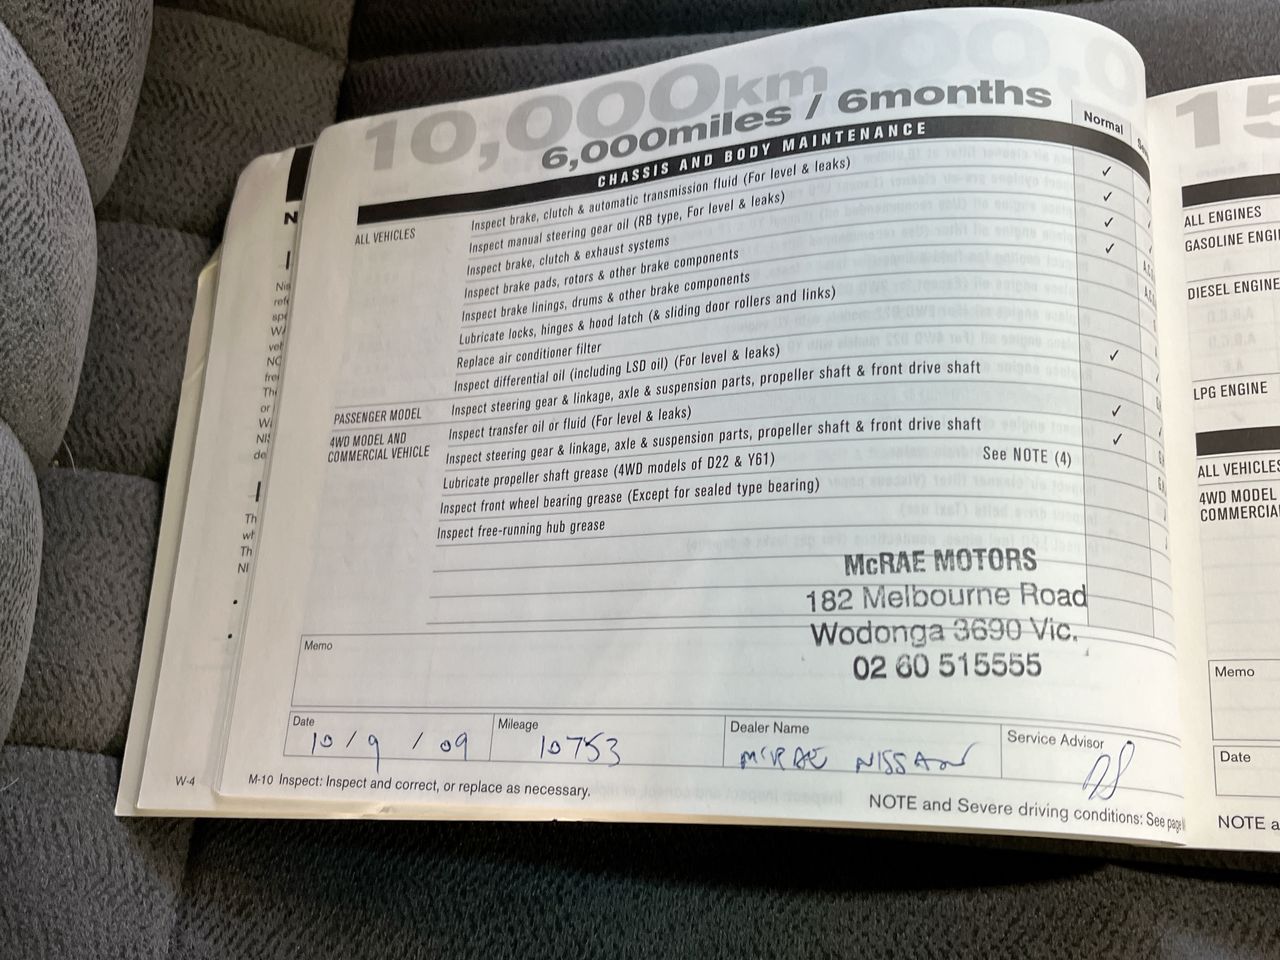 10,000km
6,000miles / 6months
CHASSIS AND BODY MAINTENANCE
Normal
ALL VEHICLES
Inspect brake, clutch & automatic transmission fluid (For level & leaks) ✓
Inspect manual steering gear oil (RB type, For level & leaks) ✓
Inspect brake, clutch & exhaust systems ✓
Inspect brake pads, rotors & other brake components ✓
Inspect brake linings, drums & other brake components
Lubricate locks, hinges & hood latch (& sliding door rollers and links)
Replace air conditioner filter
Inspect differential oil (including LSD oil) (For level & leaks) ✓
PASSENGER MODEL
Inspect steering gear & linkage, axle & suspension parts, propeller shaft & front drive shaft
4WD MODEL AND
COMMERCIAL VEHICLE
Inspect transfer oil or fluid (For level & leaks) ✓
Inspect steering gear & linkage, axle & suspension parts, propeller shaft & front drive shaft ✓
Lubricate propeller shaft grease (4WD models of D22 & Y61) See NOTE (4)
Inspect front wheel bearing grease (Except for sealed type bearing)
Inspect free-running hub grease
McRAE MOTORS
182 Melbourne Road
Wodonga 3690 Vic.
02 60 515555
Memo
Date
10 / 9 / 09
Mileage
10753
Dealer Name
McRAE NISSAN
Service Advisor
M-10 Inspect: Inspect and correct, or replace as necessary.
NOTE and Severe driving conditions: See page
W-4
15
ALL ENGINES
GASOLINE ENGI
DIESEL ENGINE
LPG ENGINE
ALL VEHICLES
4WD MODEL
COMMERCIA
Memo
Date
NOTE a